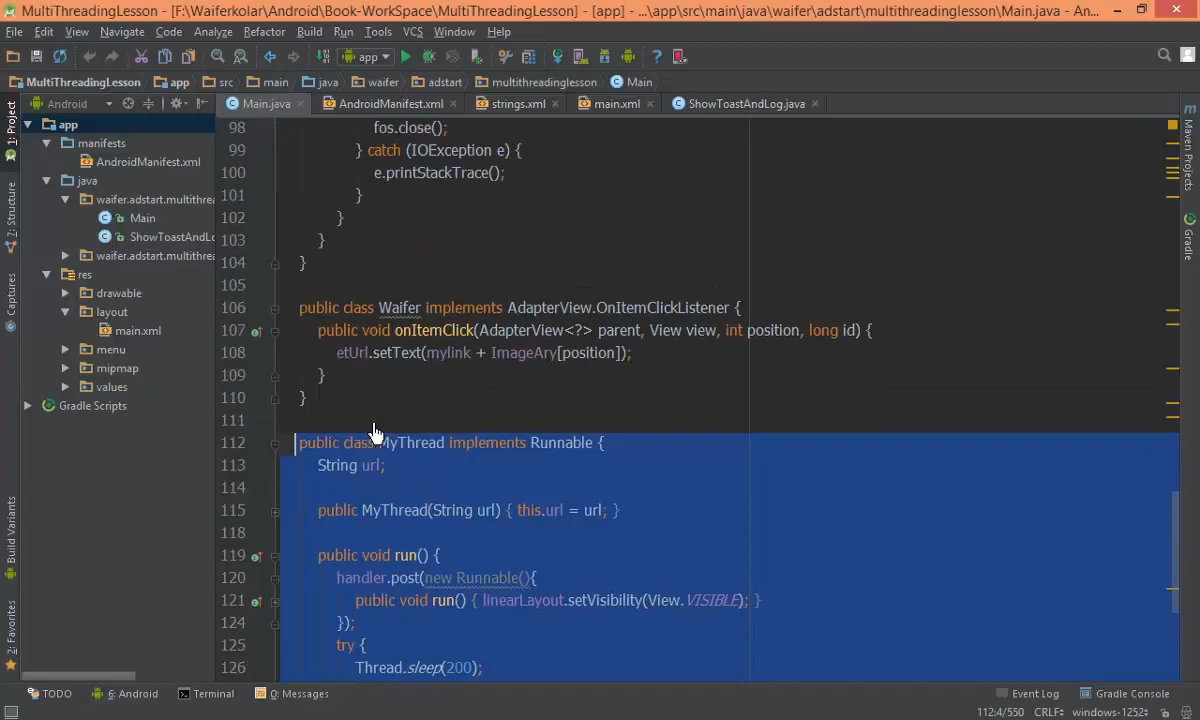 MultiThreadingLesson - [F:\Waiferkolar\Android\Book-WorkSpace\MultiThreadingLesson] - [app] - ...\app\src\main\java\waifer\adstart\multithreadinglesson\Main.java - An...
File Edit View Navigate Code Analyze Refactor Build Run Tools VCS Window Help
app
MultiThreadingLesson app src main java waifer adstart multithreadinglesson Main
Android Main.java AndroidManifest.xml strings.xml main.xml ShowToastAndLog.java
1: Project
7: Structure
Captures
Build Variants
2: Favorites
app
manifests
AndroidManifest.xml
java
waifer.adstart.multithrea
Main
ShowToastAndLo
waifer.adstart.multithrea
res
drawable
layout
main.xml
menu
mipmap
values
Gradle Scripts
98 fos.close();
99 } catch (IOException e) {
100 e.printStackTrace();
101 }
102 }
103 }
104 }
105
106 public class Waifer implements AdapterView.OnItemClickListener {
107 public void onItemClick(AdapterView<?> parent, View view, int position, long id) {
108 etUrl.setText(mylink + ImageAry[position]);
109 }
110 }
111
112 public class MyThread implements Runnable {
113 String url;
114
115 public MyThread(String url) { this.url = url; }
118
119 public void run() {
120 handler.post(new Runnable(){
121 public void run() { linearLayout.setVisibility(View.VISIBLE); }
124 });
125 try {
126 Thread.sleep(200);
Maven Projects
Gradle
TODO 6: Android Terminal 0: Messages Event Log Gradle Console
112:4/550 CRLF windows-1252